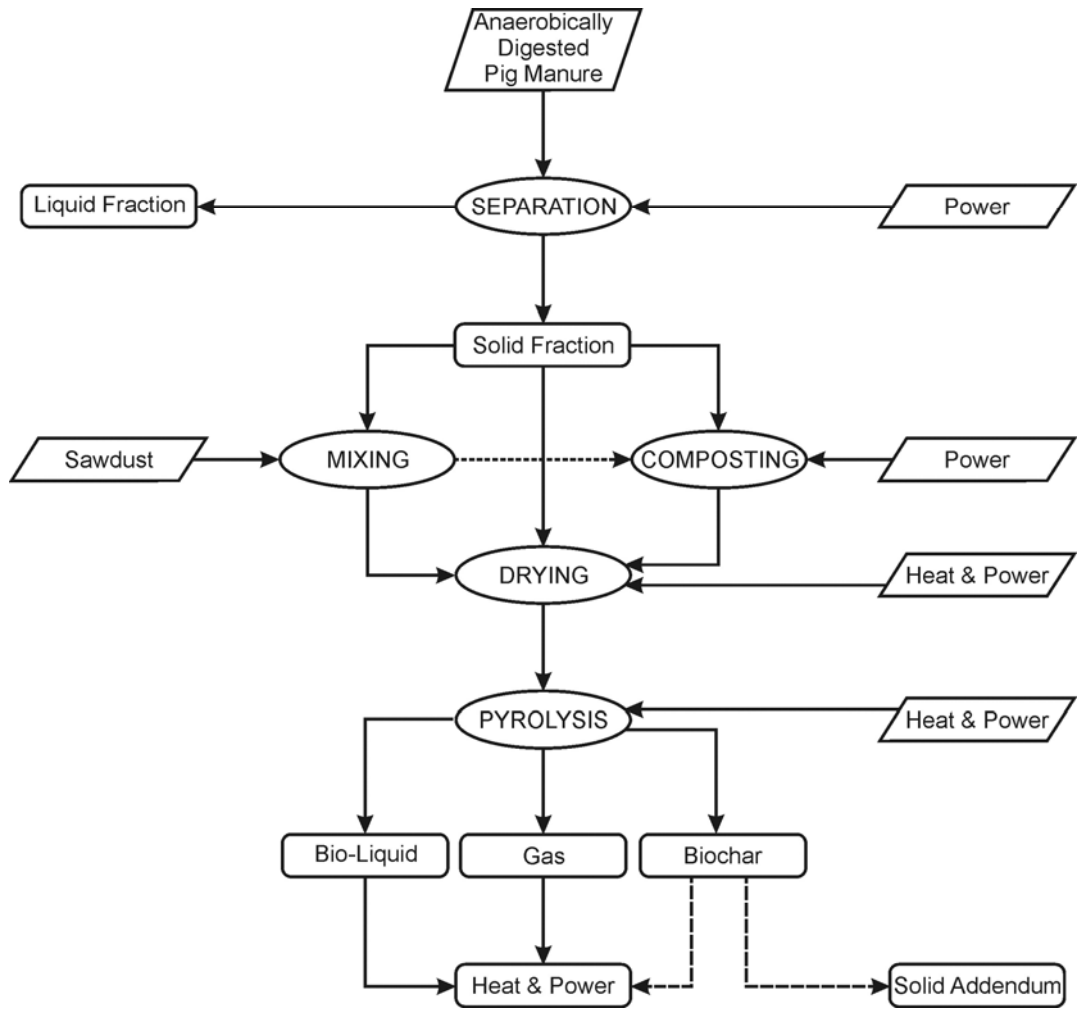 Anaerobically
Digested
Pig Manure
Liquid Fraction
SEPARATION
Power
Solid Fraction
Sawdust
MIXING
COMPOSTING
Power
DRYING
Heat & Power
PYROLYSIS
Heat & Power
Bio-Liquid
Gas
Biochar
Heat & Power
Solid Addendum